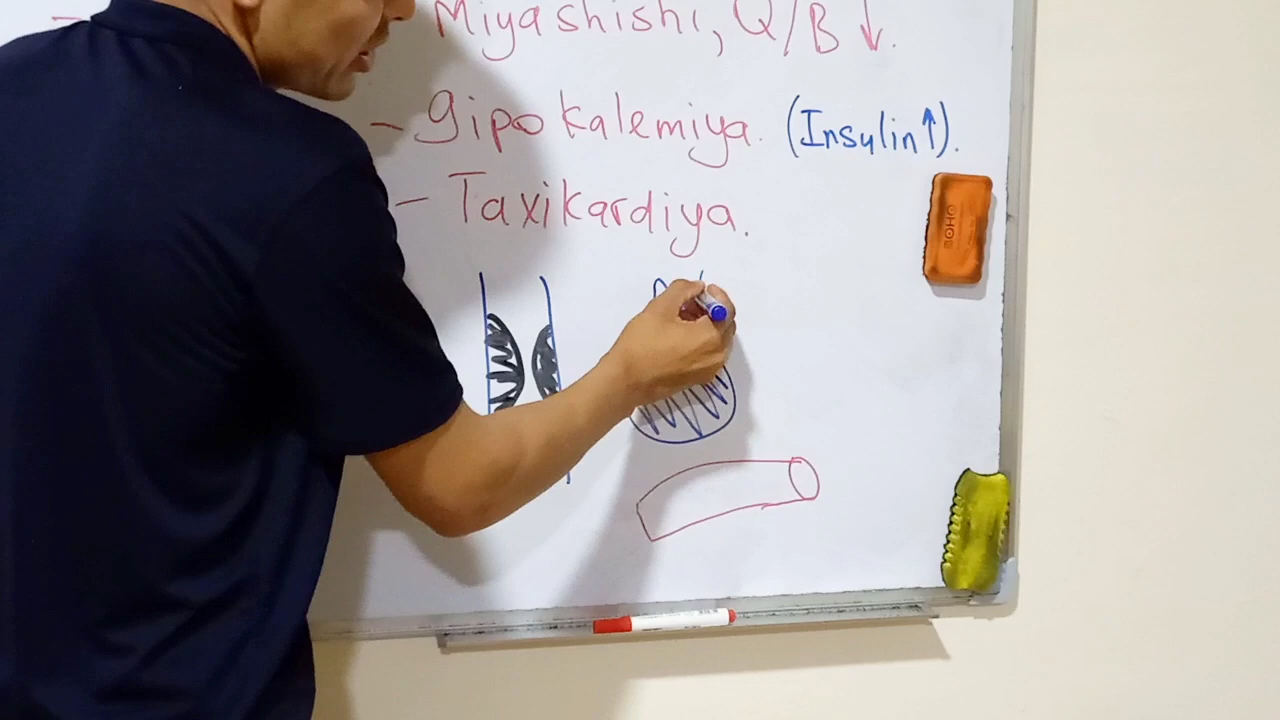 Miyashishi, Q/B ↓.
- gipokalemiya. (Insulin↑).
- Taxikardiya.